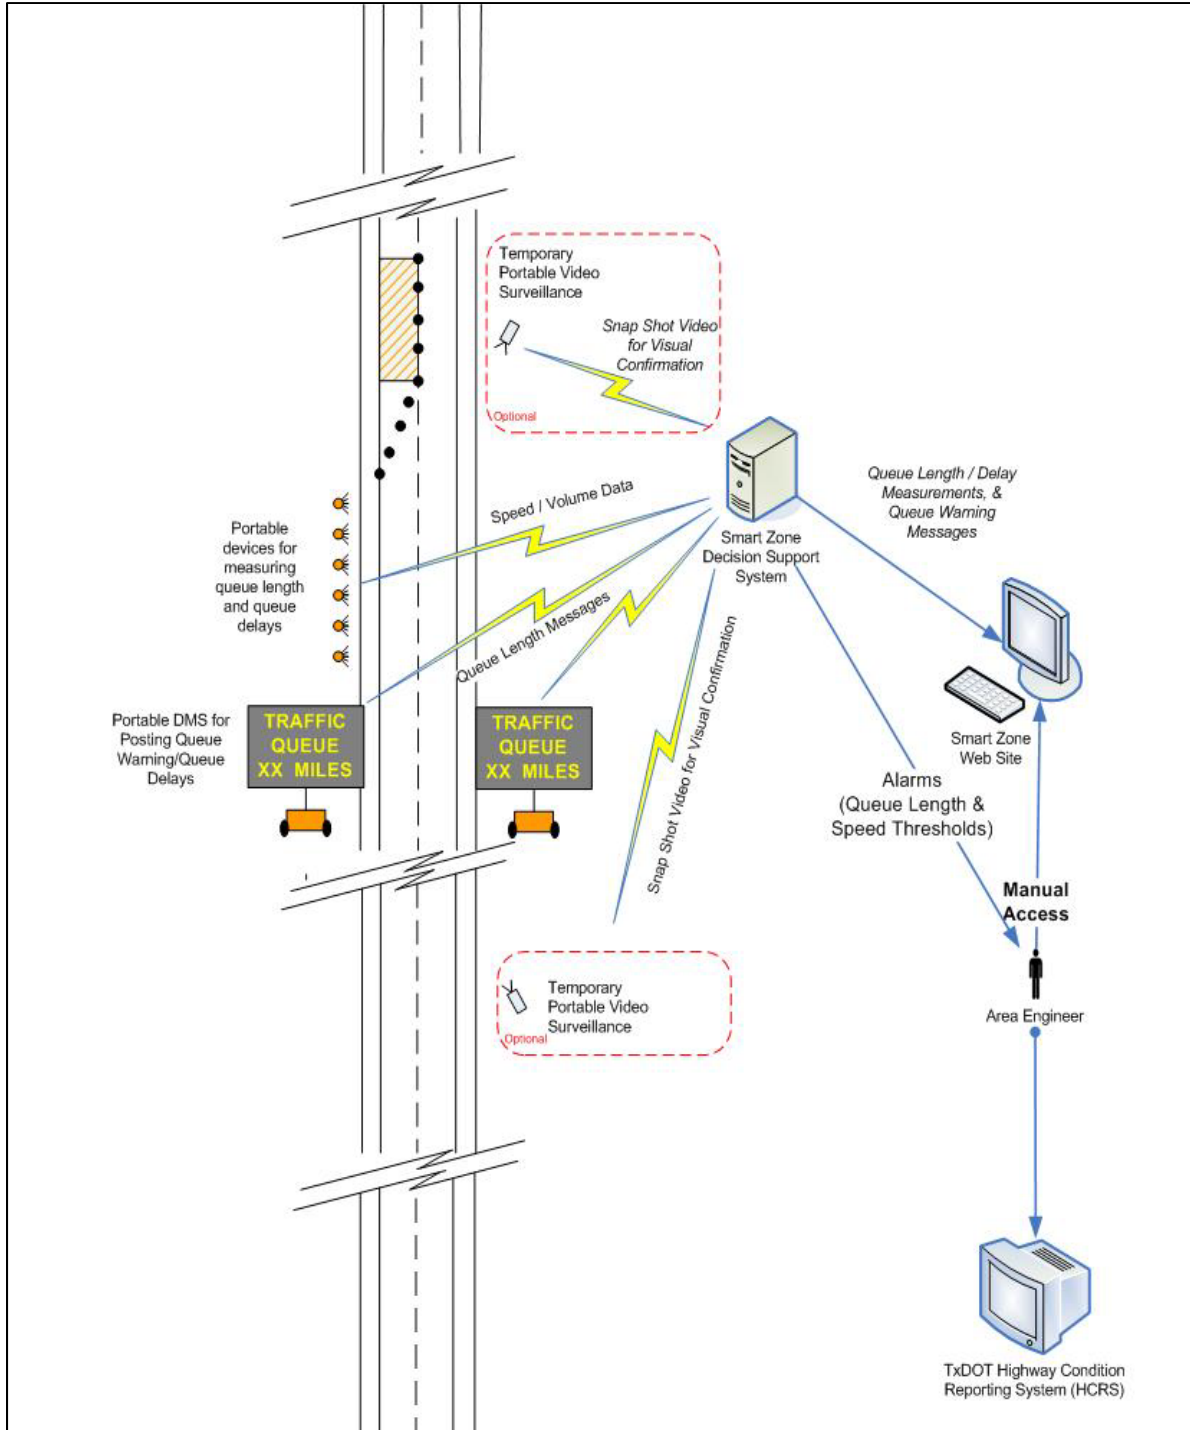 Temporary
Portable Video
Surveillance
Snap Shot Video
for Visual
Confirmation
Optional
Queue Length / Delay
Measurements, &
Queue Warning
Messages
Speed / Volume Data
Portable
devices for
measuring
queue length
and queue
delays
Smart Zone
Decision Support
System
Queue Length Messages
Snap Shot Video for Visual Confirmation
Portable DMS for
Posting Queue
Warning/Queue
Delays
TRAFFIC
QUEUE
XX MILES
TRAFFIC
QUEUE
XX MILES
Smart Zone
Web Site
Alarms
(Queue Length &
Speed Thresholds)
Manual
Access
Temporary
Portable Video
Surveillance
Optional
Area Engineer
TxDOT Highway Condition
Reporting System (HCRS)